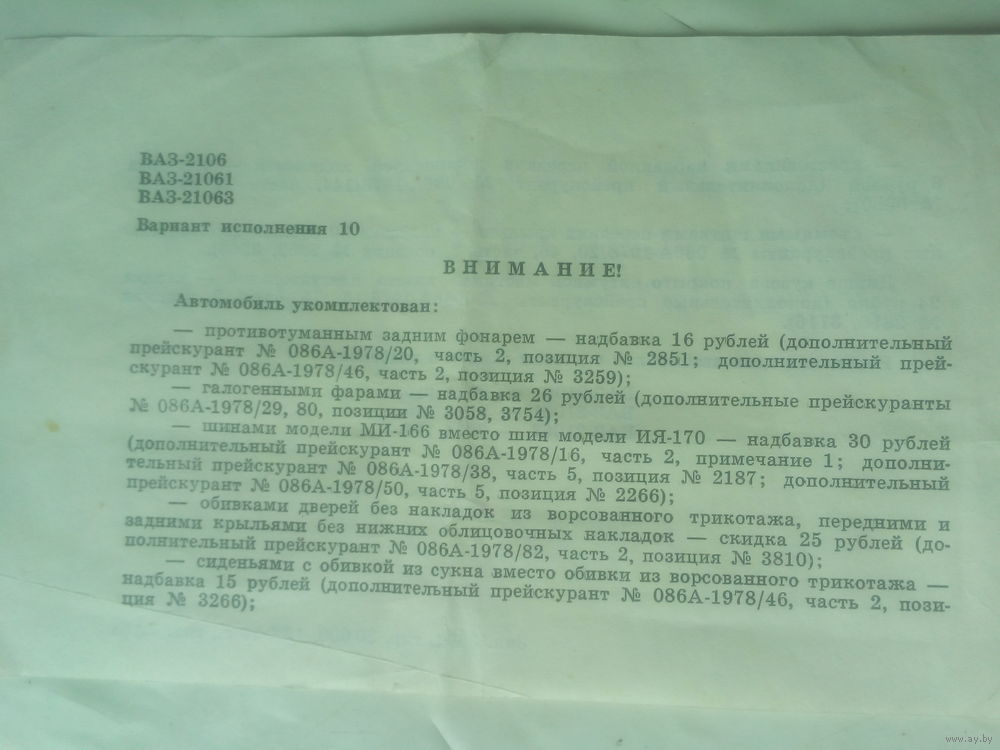 ВАЗ-2106
ВАЗ-21061
ВАЗ-21063
Вариант исполнения 10
ВНИМАНИЕ!
Автомобиль укомплектован:
— противотуманным задним фонарем — надбавка 16 рублей (дополнительный
прейскурант № 086А-1978/20, часть 2, позиция № 2851; дополнительный прей-
скурант № 086А-1978/46, часть 2, позиция № 3259);
— галогенными фарами — надбавка 26 рублей (дополнительные прейскуранты
№ 086А-1978/29, 80, позиции № 3058, 3754);
— шинами модели МИ-166 вместо шин модели ИЯ-170 — надбавка 30 рублей
(дополнительный прейскурант № 086А-1978/16, часть 2, примечание 1; дополни-
тельный прейскурант № 086А-1978/38, часть 5, позиция № 2187; дополнительный
прейскурант № 086А-1978/50, часть 5, позиция № 2266);
— обивками дверей без накладок из ворсованного трикотажа, передними и
задними крыльями без нижних облицовочных накладок — скидка 25 рублей (до-
полнительный прейскурант № 086А-1978/82, часть 2, позиция № 3810);
— сиденьями с обивкой из сукна вместо обивки из ворсованного трикотажа —
надбавка 15 рублей (дополнительный прейскурант № 086А-1978/46, часть 2, пози-
ция № 3266);
www.ay.by